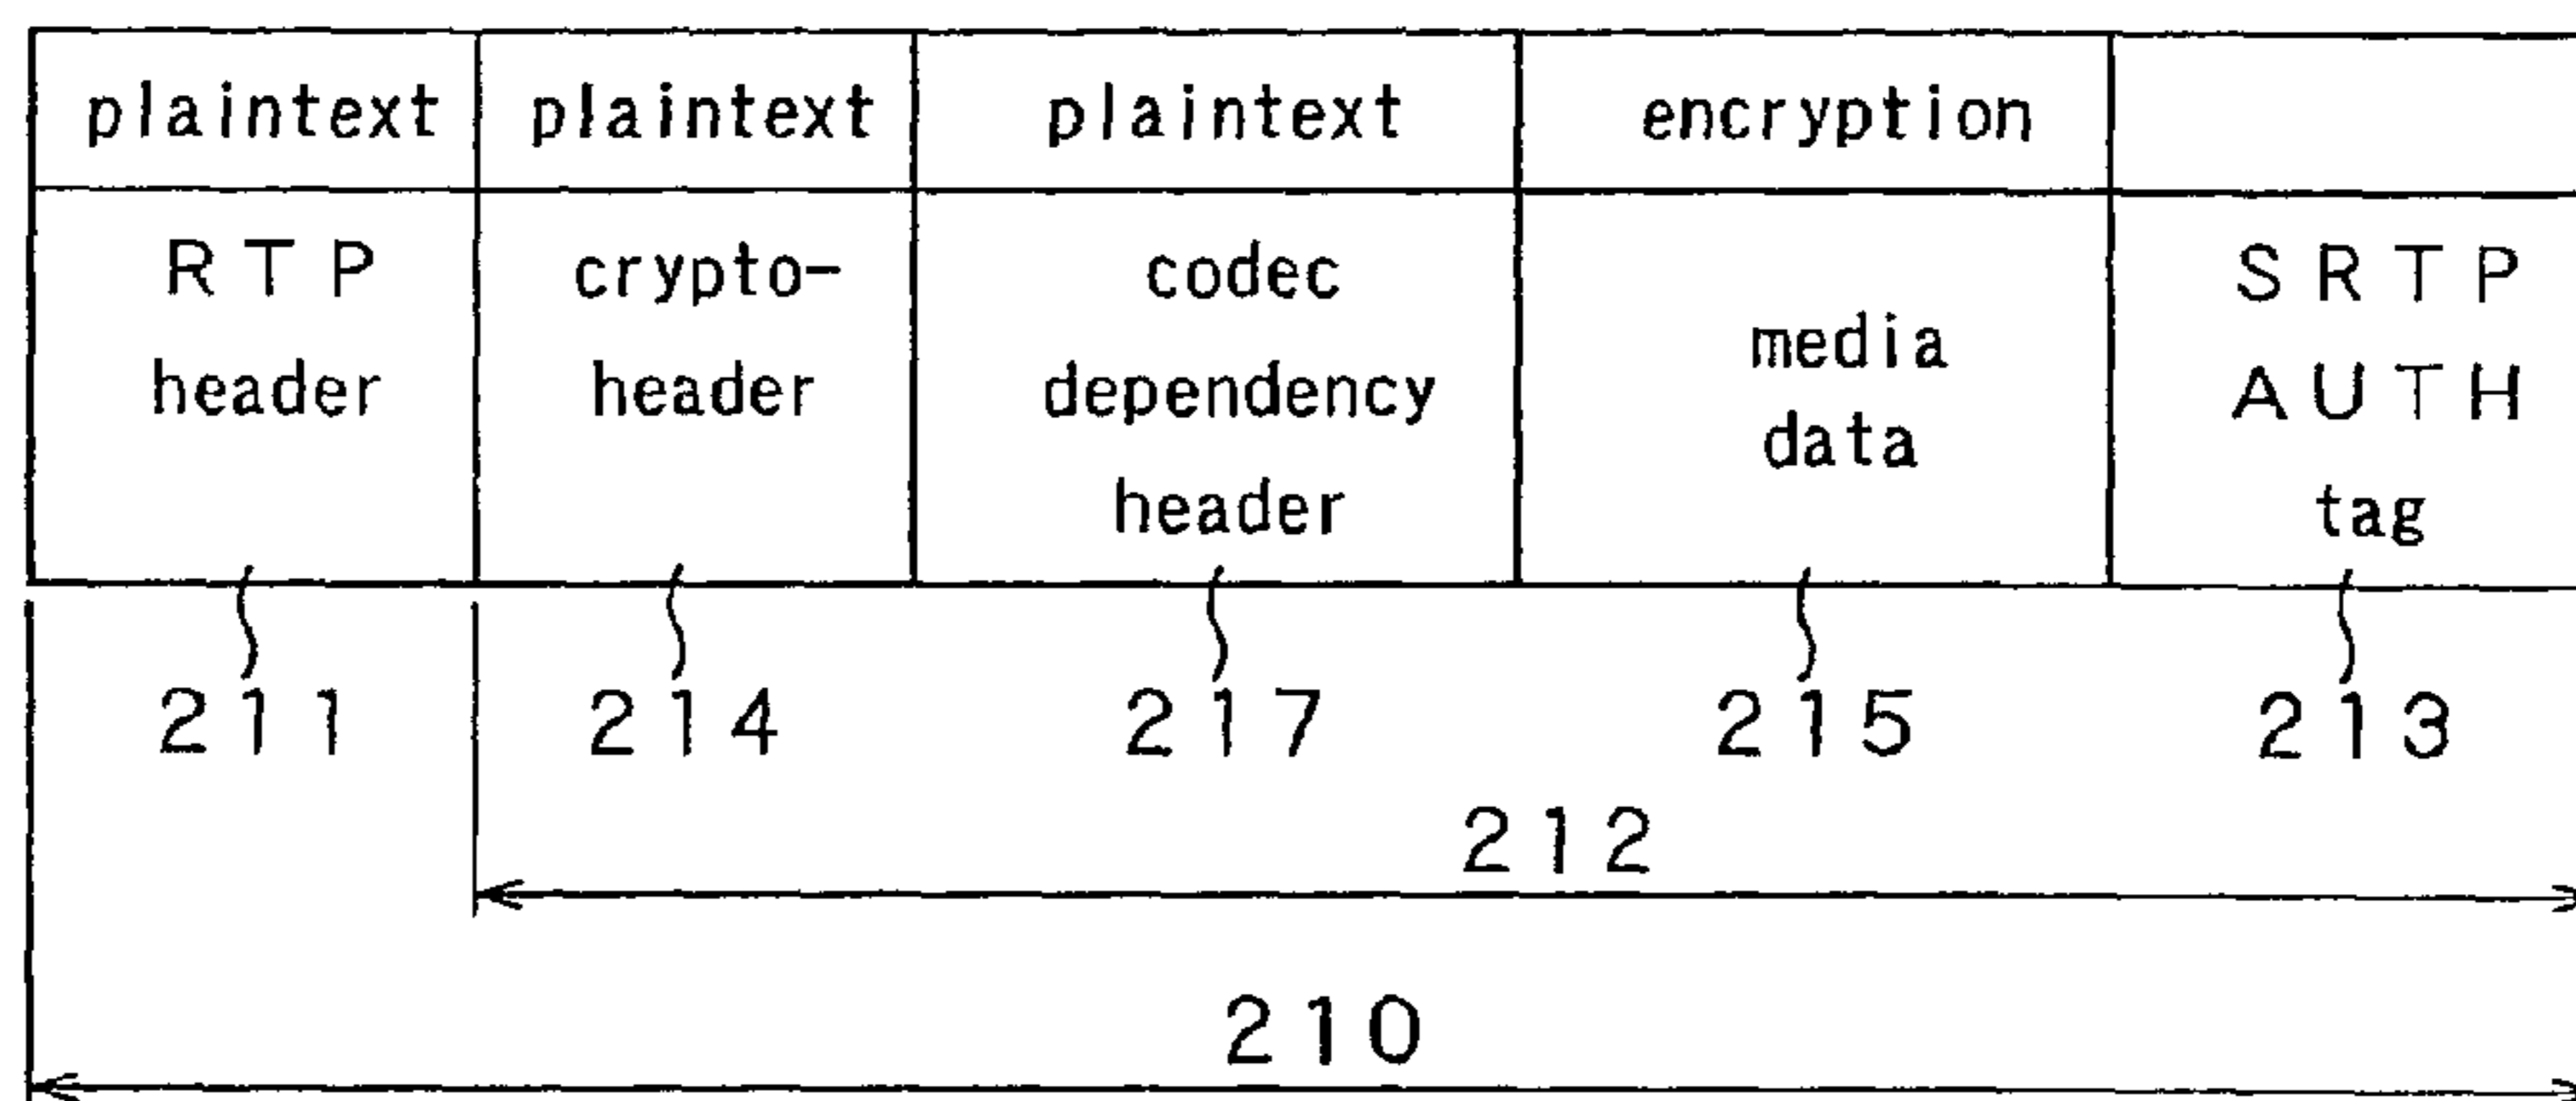 plaintext plaintext plaintext encryption
RTP header
crypto-
header
codec
dependency
header
media
data
SRTP
AUTH
tag
211 214 217 215 213
212
210